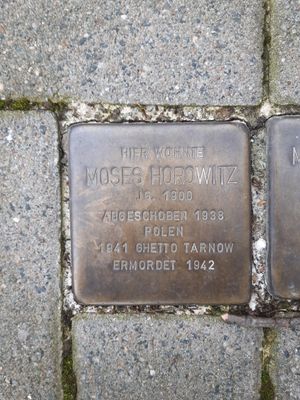 HIER WOHNTE
MOSES HOROWITZ
JG. 1900
ABGESCHOBEN 1938
POLEN
1941 GHETTO TARNOW
ERMORDET 1942